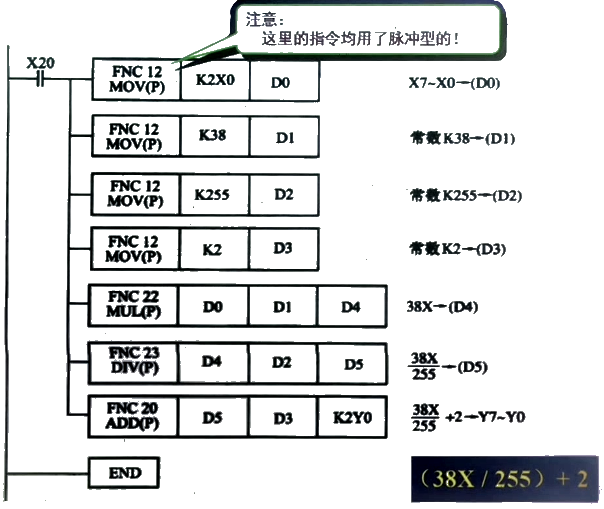 注意：
这里的指令均用了脉冲型的！
X20
FNC 12
MOV(P)
K2X0
D0
X7~X0→(D0)
FNC 12
MOV(P)
K38
D1
常数K38→(D1)
FNC 12
MOV(P)
K255
D2
常数K255→(D2)
FNC 12
MOV(P)
K2
D3
常数K2→(D3)
FNC 22
MUL(P)
D0
D1
D4
38X→(D4)
FNC 23
DIV(P)
D4
D2
D5
38X
255
→(D5)
FNC 20
ADD(P)
D5
D3
K2Y0
38X
255
+2→Y7~Y0
END
（38X / 255）+ 2